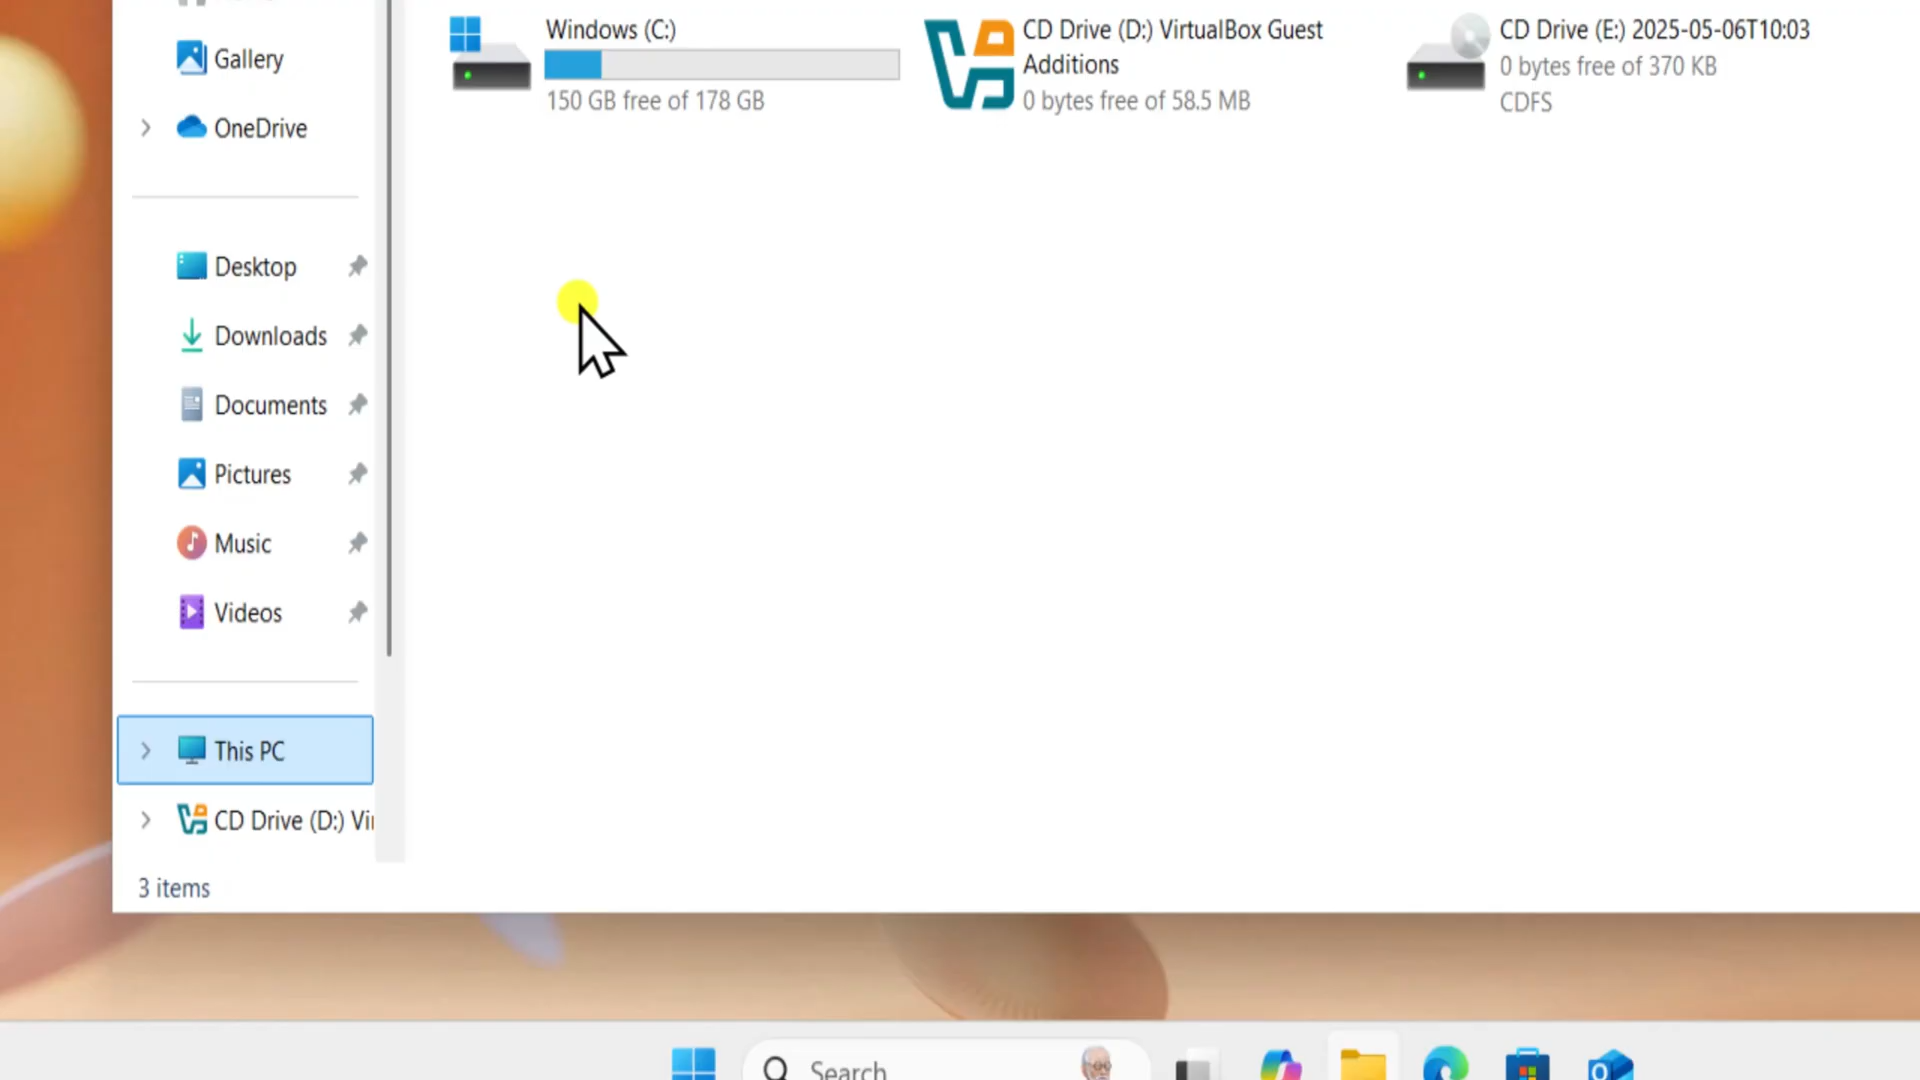 Gallery
OneDrive
Desktop
Downloads
Documents
Pictures
Music
Videos
This PC
CD Drive (D:) Vi
3 items
Windows (C:)
150 GB free of 178 GB
CD Drive (D:) VirtualBox Guest
Additions
0 bytes free of 58.5 MB
CD Drive (E:) 2025-05-06T10:03
0 bytes free of 370 KB
CDFS
Search